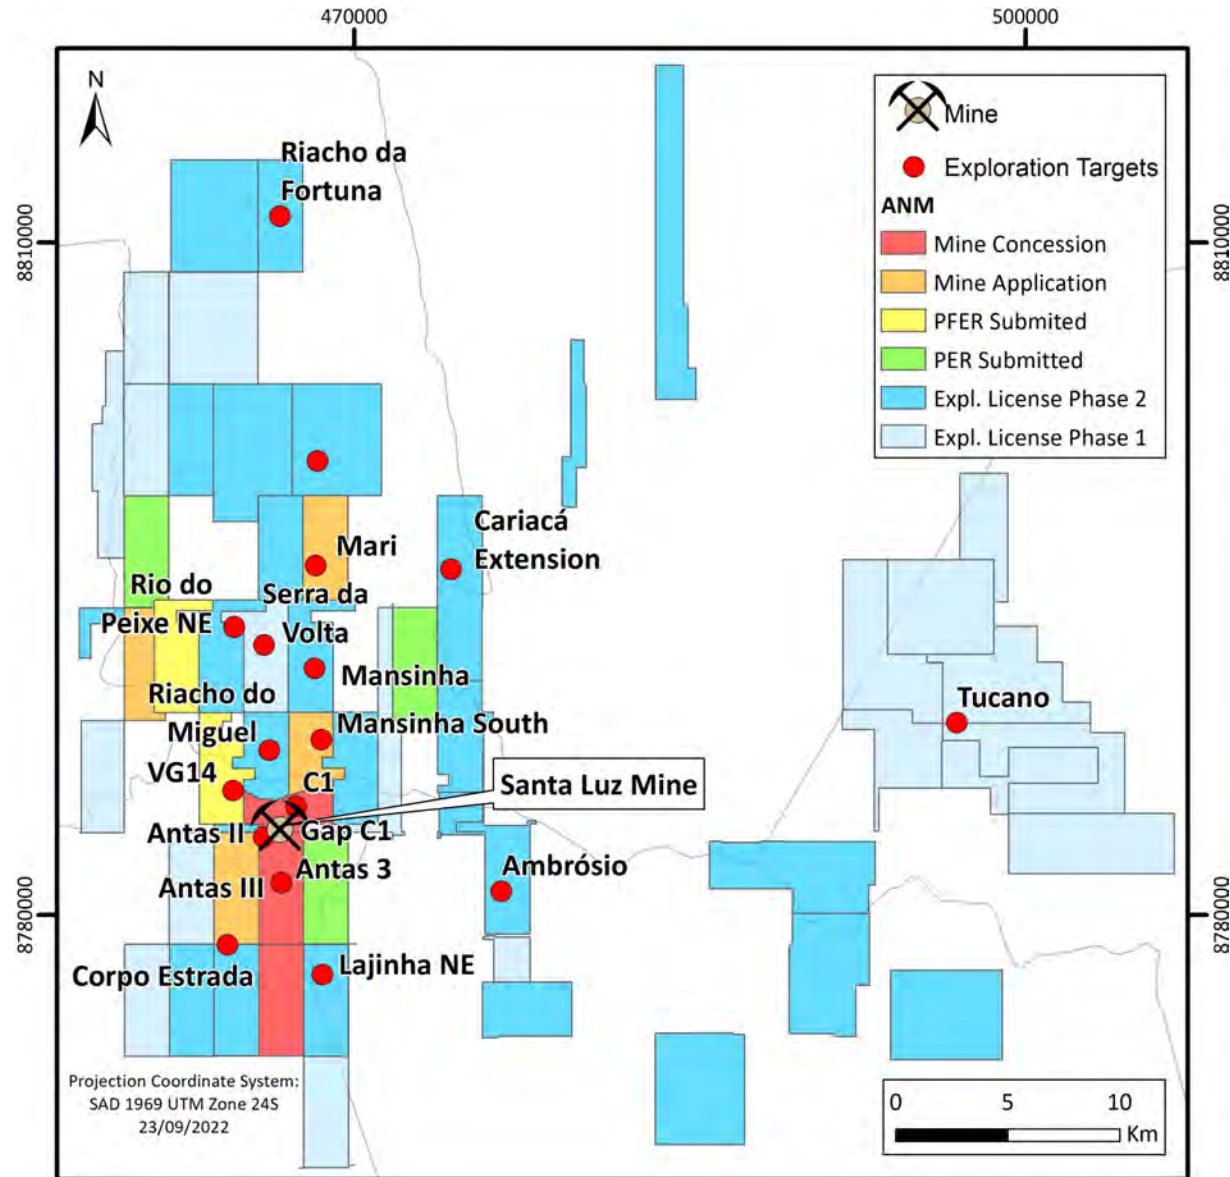 470000
500000
N
Mine
Exploration Targets
ANM
Mine Concession
Mine Application
PFER Submited
PER Submitted
Expl. License Phase 2
Expl. License Phase 1
8810000
8810000
Riacho da
Fortuna
Cariacá
Extension
Mari
Rio do
Peixe NE
Serra da
Volta
Mansinha
Riacho do
Miguel
Mansinha South
Tucano
VG14
C1
Santa Luz Mine
Antas II
Gap C1
Antas 3
Antas III
Ambrósio
8780000
8780000
Corpo Estrada
Lajinha NE
Projection Coordinate System:
SAD 1969 UTM Zone 24S
23/09/2022
0 5 10
Km